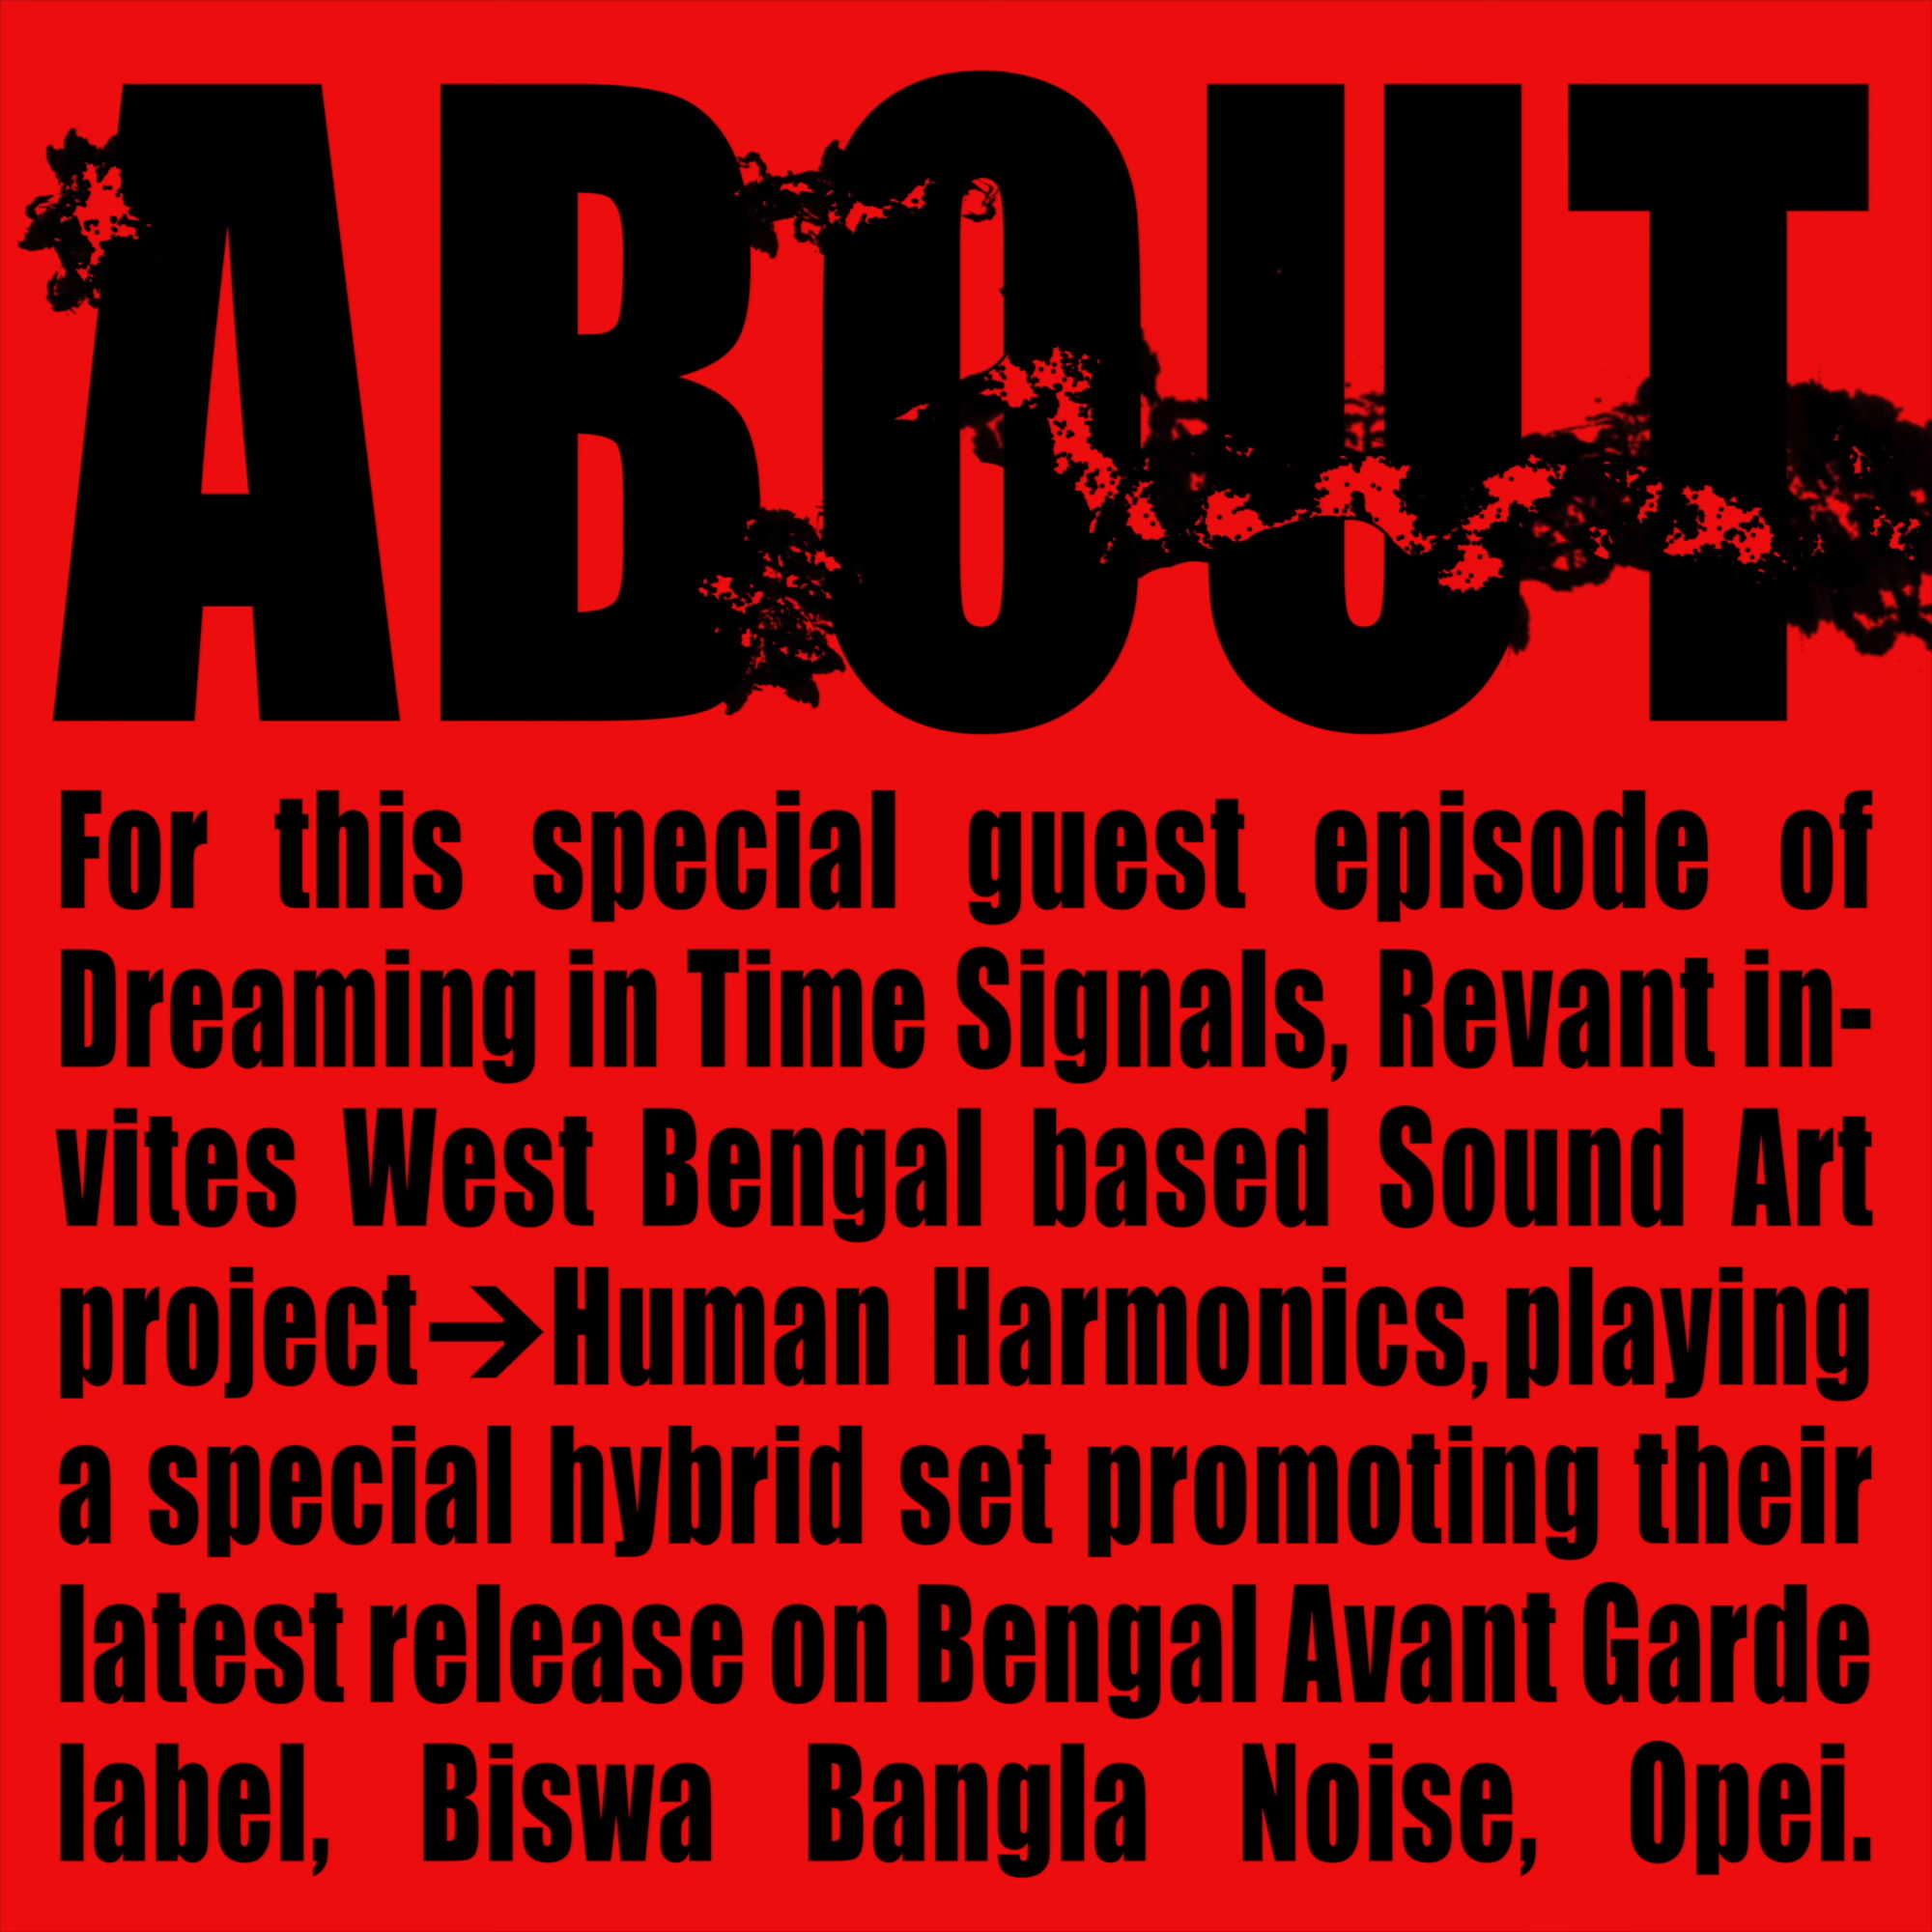 ABOUT
For this special guest episode of
Dreaming in Time Signals, Revant in-
vites West Bengal based Sound Art
project→Human Harmonics, playing
a special hybrid set promoting their
latest release on Bengal Avant Garde
label, Biswa Bangla Noise, Opei.